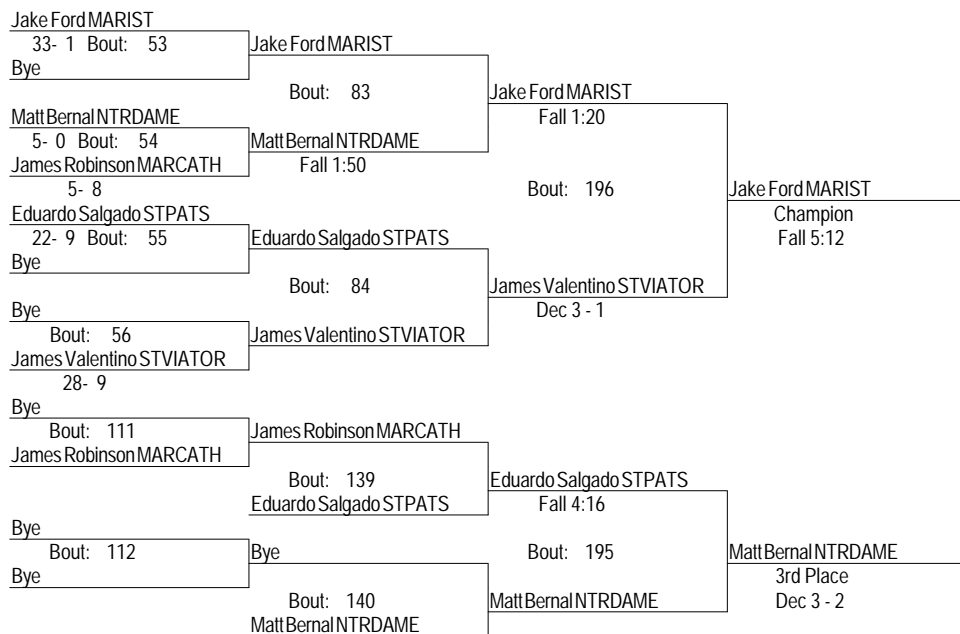 Jake Ford MARIST
33- 1 Bout: 53
Jake Ford MARIST
Bye
Bout: 83
Jake Ford MARIST
Matt Bernal NTRDAME
Fall 1:20
5- 0 Bout: 54
Matt Bernal NTRDAME
James Robinson MARCATH
Fall 1:50
5- 8
Bout: 196
Jake Ford MARIST
Eduardo Salgado STPATS
Champion
22- 9 Bout: 55
Eduardo Salgado STPATS
Fall 5:12
Bye
Bout: 84
James Valentino STVIATOR
Bye
Dec 3 - 1
Bout: 56
James Valentino STVIATOR
James Valentino STVIATOR
28- 9
Bye
Bout: 111
James Robinson MARCATH
James Robinson MARCATH
Bout: 139
Eduardo Salgado STPATS
Eduardo Salgado STPATS
Fall 4:16
Bye
Bout: 112
Bye
Bout: 195
Matt Bernal NTRDAME
Bye
3rd Place
Bout: 140
Matt Bernal NTRDAME
Dec 3 - 2
Matt Bernal NTRDAME